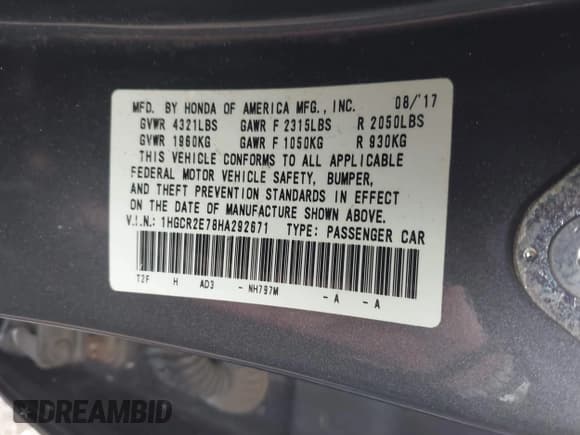 MFD. BY HONDA OF AMERICA MFG., INC. 08/'17
GVWR 4321LBS GAWR F 2315LBS R 2050LBS
GVWR 1960KG GAWR F 1050KG R 930KG
THIS VEHICLE CONFORMS TO ALL APPLICABLE
FEDERAL MOTOR VEHICLE SAFETY, BUMPER,
AND THEFT PREVENTION STANDARDS IN EFFECT
ON THE DATE OF MANUFACTURE SHOWN ABOVE.
V.I.N.: 1HGCR2E78HA292671 TYPE: PASSENGER CAR
T2F H AD3 - NH797M - A - A
DREAMBID